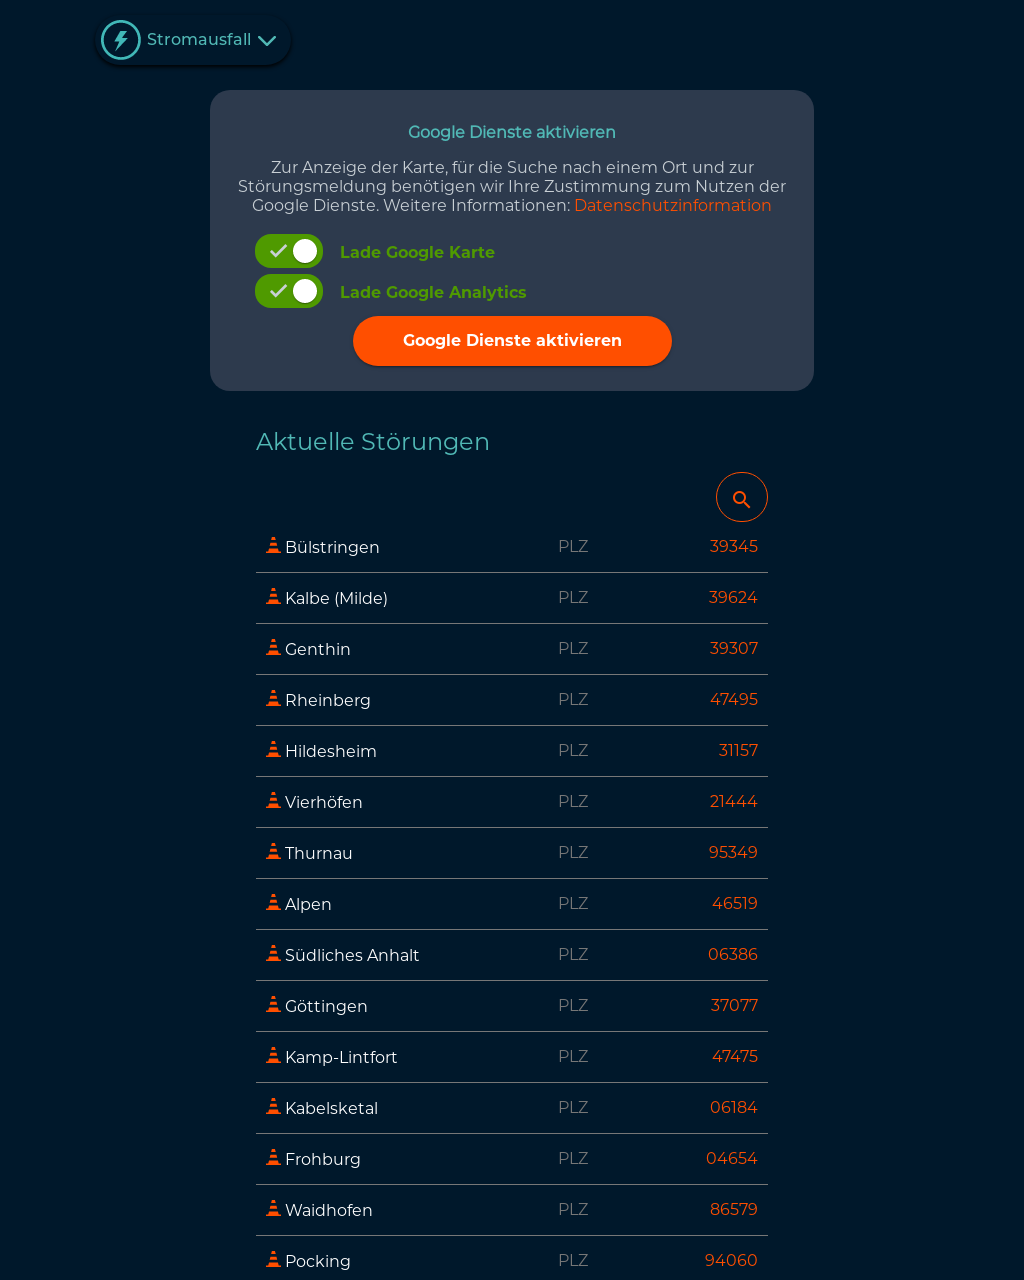 Stromausfall
Google Dienste aktivieren
Zur Anzeige der Karte, für die Suche nach einem Ort und zur
Störungsmeldung benötigen wir Ihre Zustimmung zum Nutzen der
Google Dienste. Weitere Informationen: Datenschutzinformation
Lade Google Karte
Lade Google Analytics
Google Dienste aktivieren
Aktuelle Störungen
Bülstringen PLZ 39345
Kalbe (Milde) PLZ 39624
Genthin PLZ 39307
Rheinberg PLZ 47495
Hildesheim PLZ 31157
Vierhöfen PLZ 21444
Thurnau PLZ 95349
Alpen PLZ 46519
Südliches Anhalt PLZ 06386
Göttingen PLZ 37077
Kamp-Lintfort PLZ 47475
Kabelsketal PLZ 06184
Frohburg PLZ 04654
Waidhofen PLZ 86579
Pocking PLZ 94060